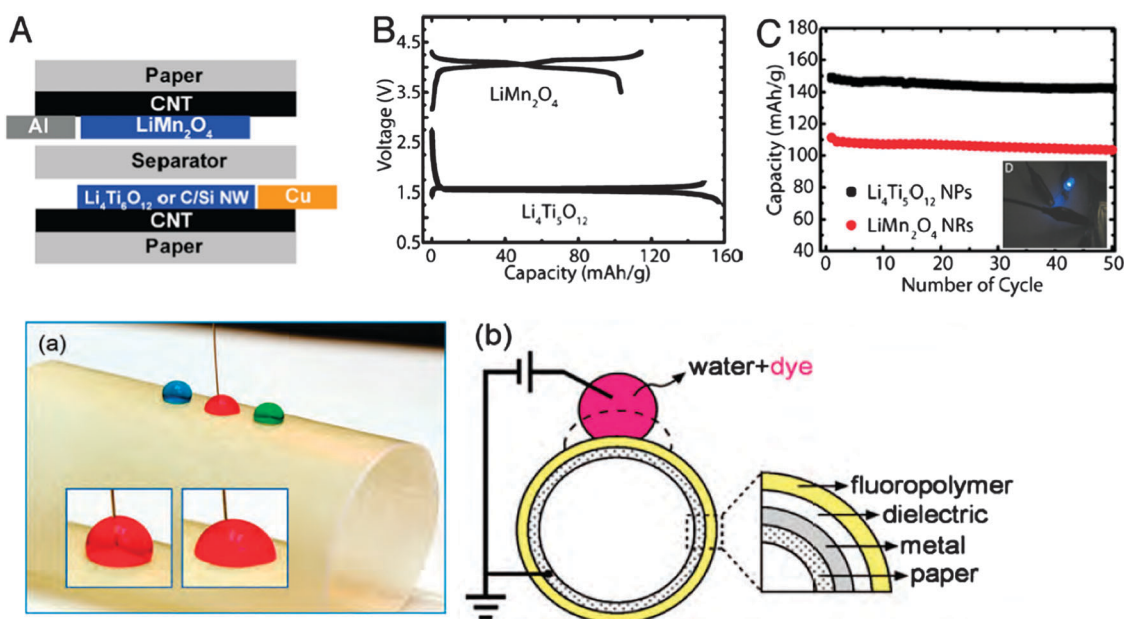 A
Paper
CNT
Al
LiMn₂O₄
Separator
Li₄Ti₅O₁₂ or C/Si NW
Cu
CNT
Paper
B
4.5
3.5
2.5
1.5
0.5
Voltage (V)
LiMn₂O₄
Li₄Ti₅O₁₂
0 40 80 120 160
Capacity (mAh/g)
C
180
160
140
120
100
80
60
40
Capacity (mAh/g)
D
Li₄Ti₅O₁₂ NPs
LiMn₂O₄ NRs
0 10 20 30 40 50
Number of Cycle
(a)
(b)
water+dye
fluoropolymer
dielectric
metal
paper